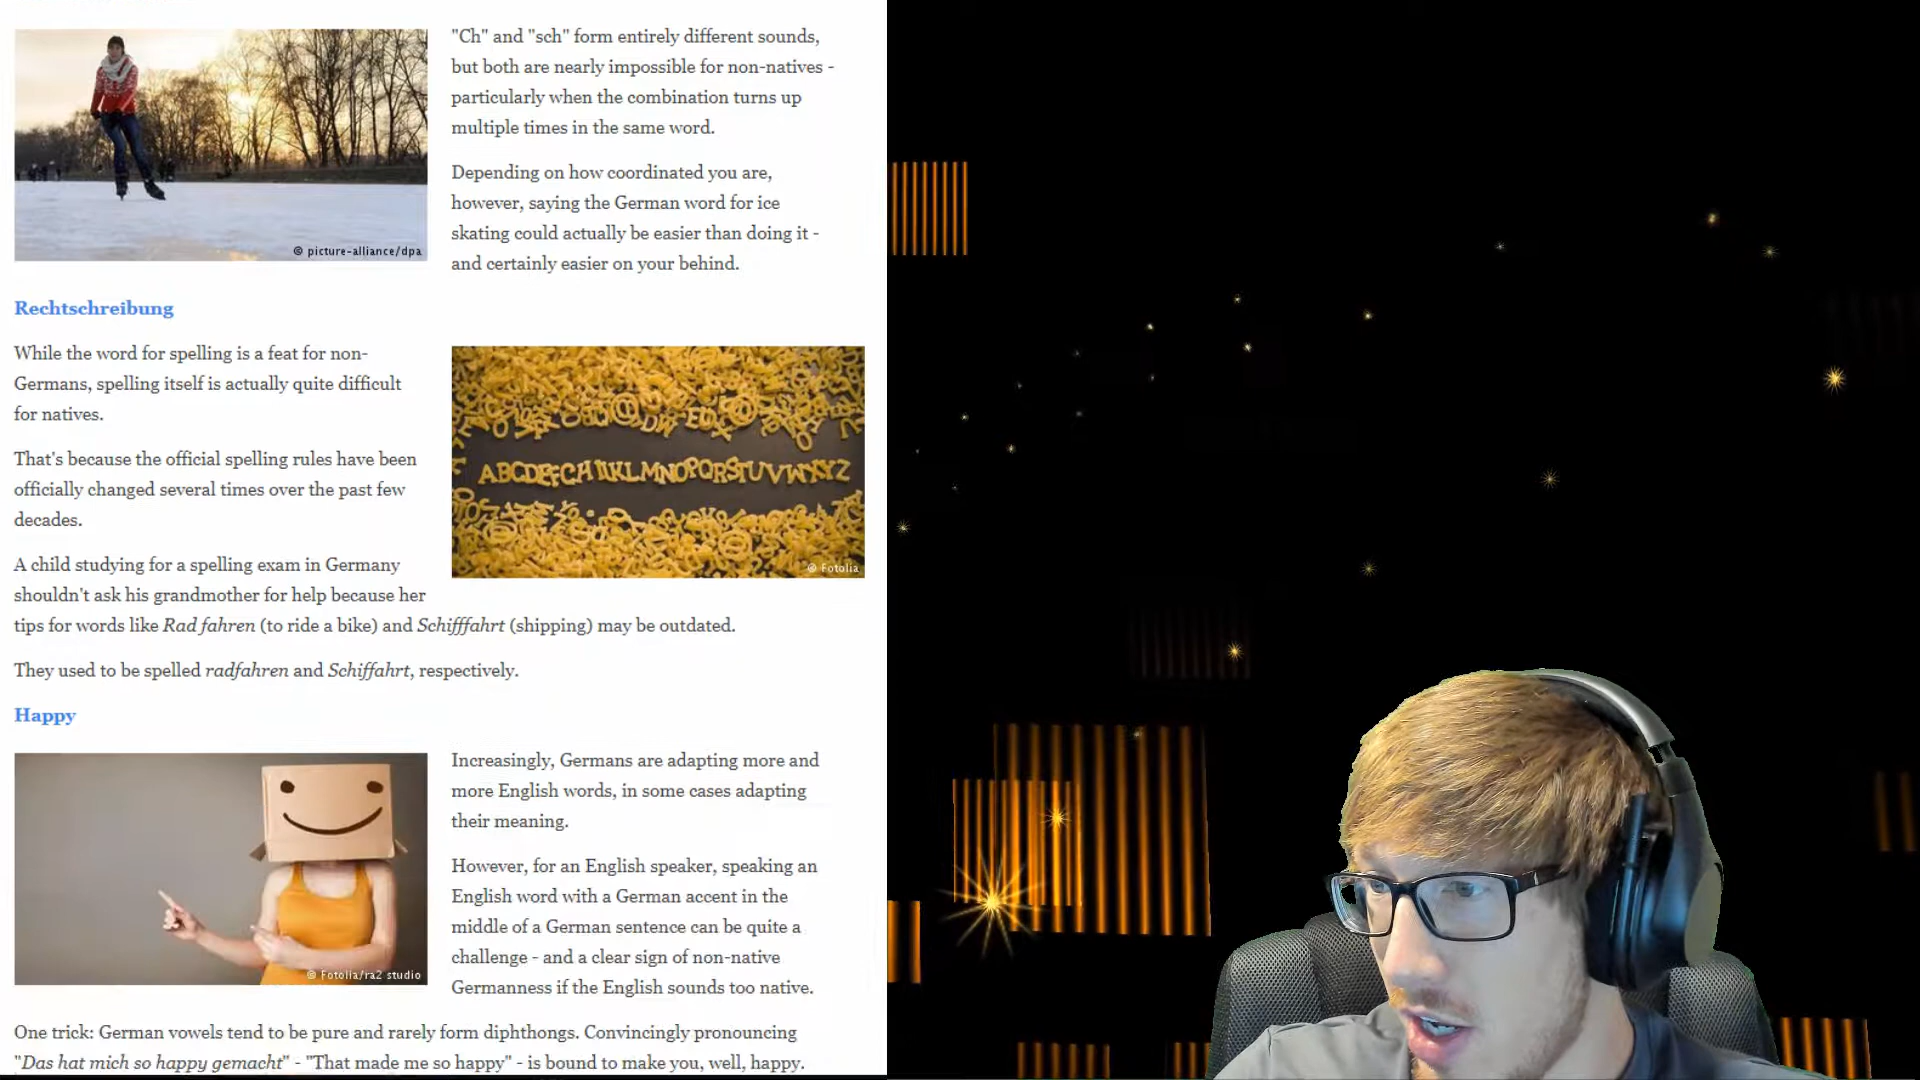 "Ch" and "sch" form entirely different sounds,
but both are nearly impossible for non-natives -
particularly when the combination turns up
multiple times in the same word.
Depending on how coordinated you are,
however, saying the German word for ice
skating could actually be easier than doing it -
and certainly easier on your behind.
© picture-alliance/dpa
Rechtschreibung
While the word for spelling is a feat for non-
Germans, spelling itself is actually quite difficult
for natives.
That's because the official spelling rules have been
officially changed several times over the past few
decades.
A child studying for a spelling exam in Germany
shouldn't ask his grandmother for help because her
tips for words like Rad fahren (to ride a bike) and Schifffahrt (shipping) may be outdated.
They used to be spelled radfahren and Schiffahrt, respectively.
© Fotolia
Happy
Increasingly, Germans are adapting more and
more English words, in some cases adapting
their meaning.
However, for an English speaker, speaking an
English word with a German accent in the
middle of a German sentence can be quite a
challenge - and a clear sign of non-native
Germanness if the English sounds too native.
© Fotolia/ra2 studio
One trick: German vowels tend to be pure and rarely form diphthongs. Convincingly pronouncing
"Das hat mich so happy gemacht" - "That made me so happy" - is bound to make you, well, happy.